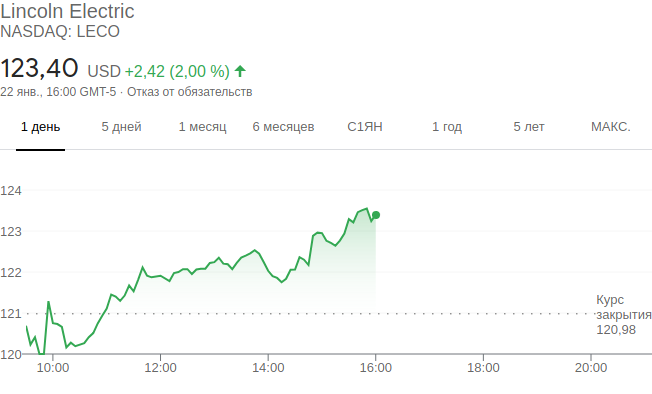 Lincoln Electric
NASDAQ: LECO
123,40 USD +2,42 (2,00 %)
22 янв., 16:00 GMT-5 · Отказ от обязательств
1 день 5 дней 1 месяц 6 месяцев С1ЯН 1 год 5 лет МАКС.
124
123
122
121
120
Курс
закрытия
120,98
10:00 12:00 14:00 16:00 18:00 20:00